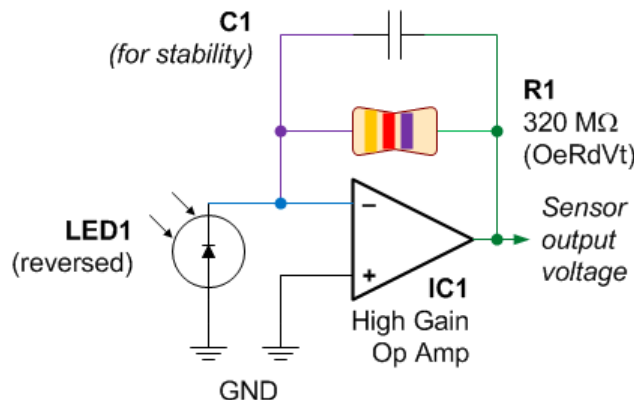 C1
(for stability)
R1
320 MΩ
(OeRdVt)
LED1
(reversed)
−
+
IC1
High Gain
Op Amp
Sensor
output
voltage
GND